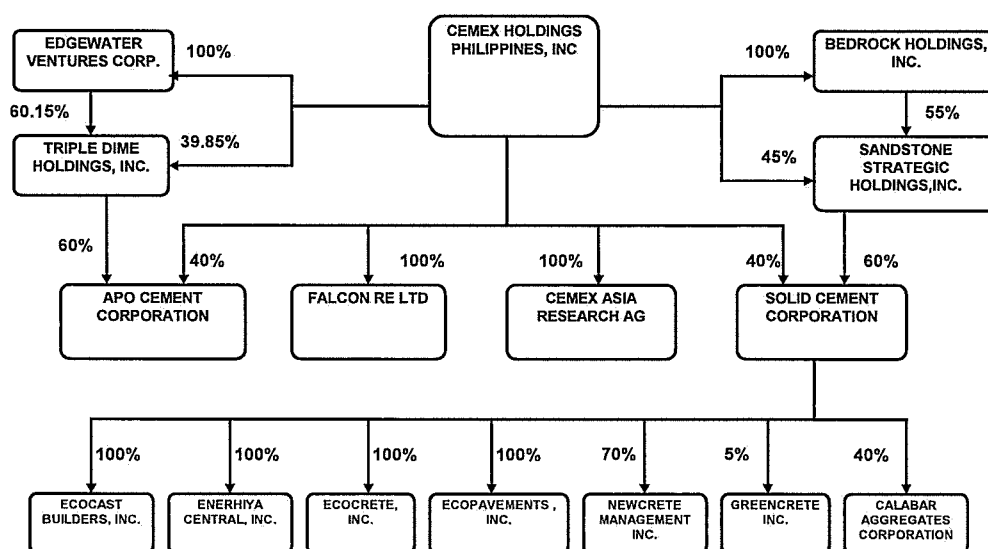 CEMEX HOLDINGS
PHILIPPINES, INC
EDGEWATER
VENTURES CORP.
100%
100%
BEDROCK HOLDINGS,
INC.
60.15%
55%
TRIPLE DIME
HOLDINGS, INC.
39.85%
45%
SANDSTONE
STRATEGIC
HOLDINGS,INC.
60%
40%
100%
100%
40%
60%
APO CEMENT
CORPORATION
FALCON RE LTD
CEMEX ASIA
RESEARCH AG
SOLID CEMENT
CORPORATION
100%
100%
100%
100%
70%
5%
40%
ECOCAST
BUILDERS, INC.
ENERHIYA
CENTRAL, INC.
ECOCRETE,
INC.
ECOPAVEMENTS ,
INC.
NEWCRETE
MANAGEMENT
INC.
GREENCRETE
INC.
CALABAR
AGGREGATES
CORPORATION